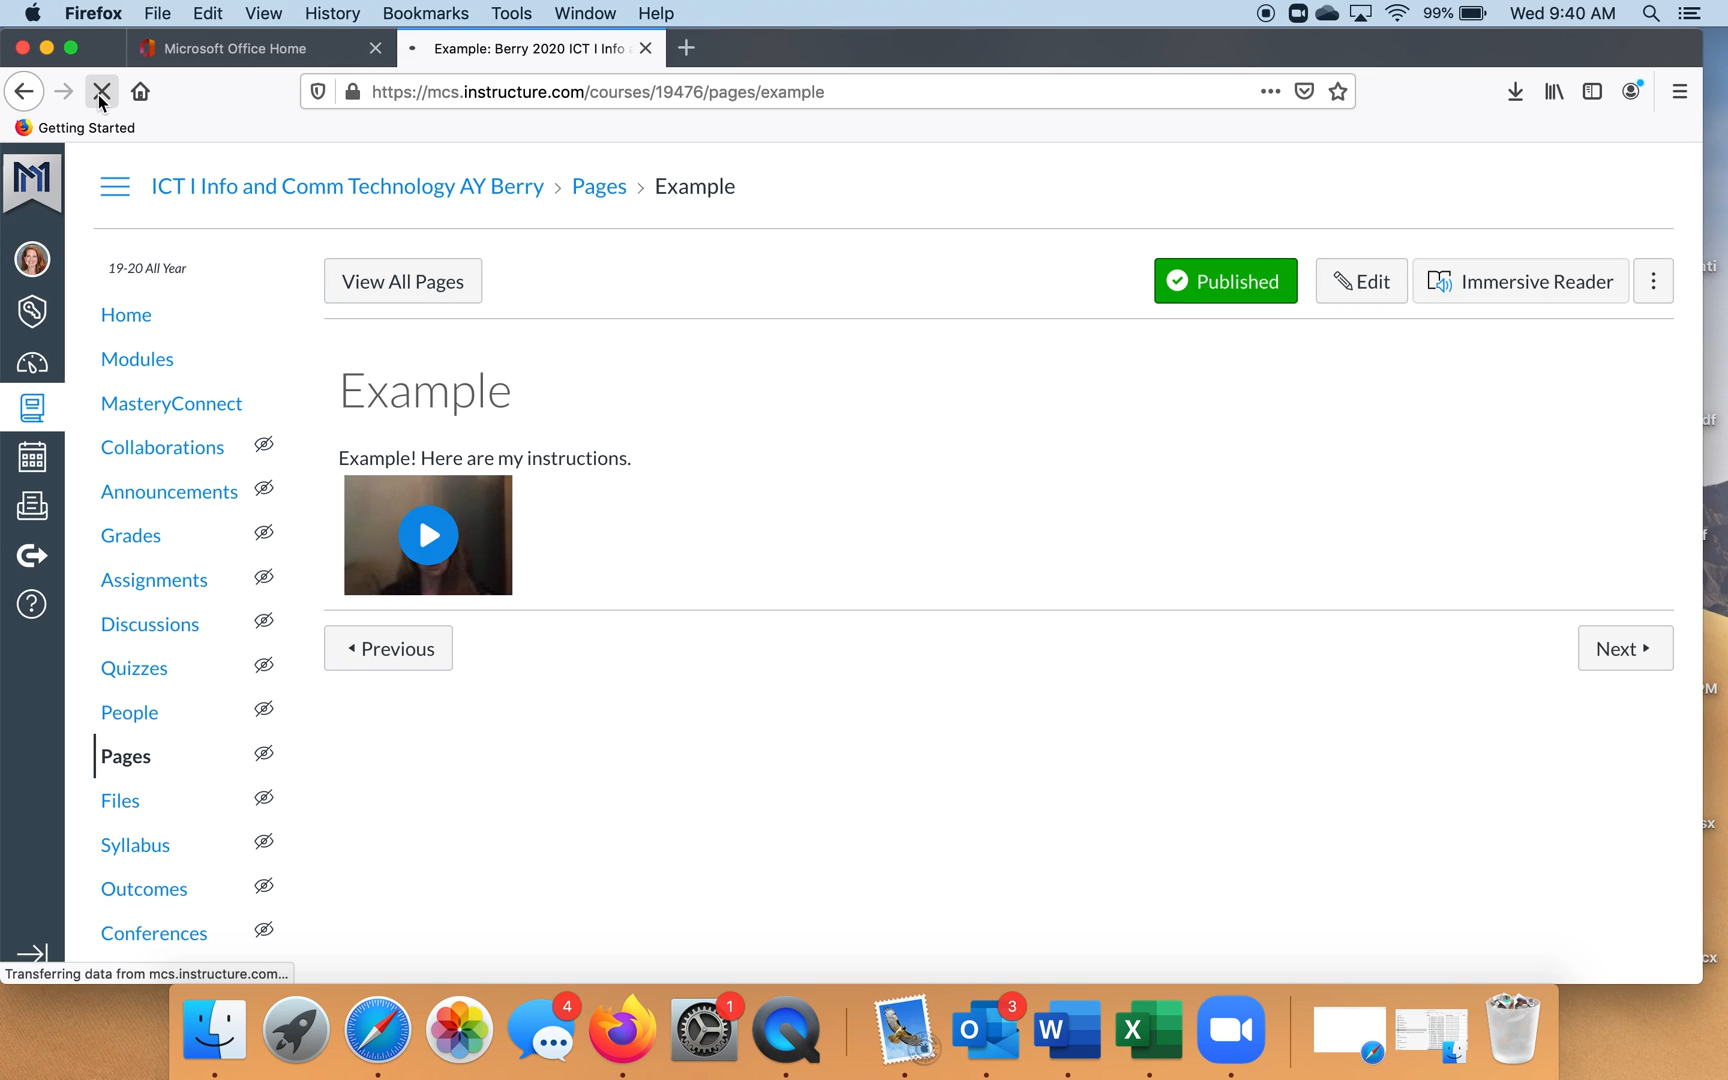 Firefox File Edit View History Bookmarks Tools Window Help 99% Wed 9:40 AM
Microsoft Office Home Example: Berry 2020 ICT I Info
https://mcs.instructure.com/courses/19476/pages/example
Getting Started
ICT I Info and Comm Technology AY Berry > Pages > Example
19-20 All Year
Home
Modules
MasteryConnect
Collaborations
Announcements
Grades
Assignments
Discussions
Quizzes
People
Pages
Files
Syllabus
Outcomes
Conferences
View All Pages Published Edit Immersive Reader
Example
Example! Here are my instructions.
Previous Next
Transferring data from mcs.instructure.com...
4 1 3
W X